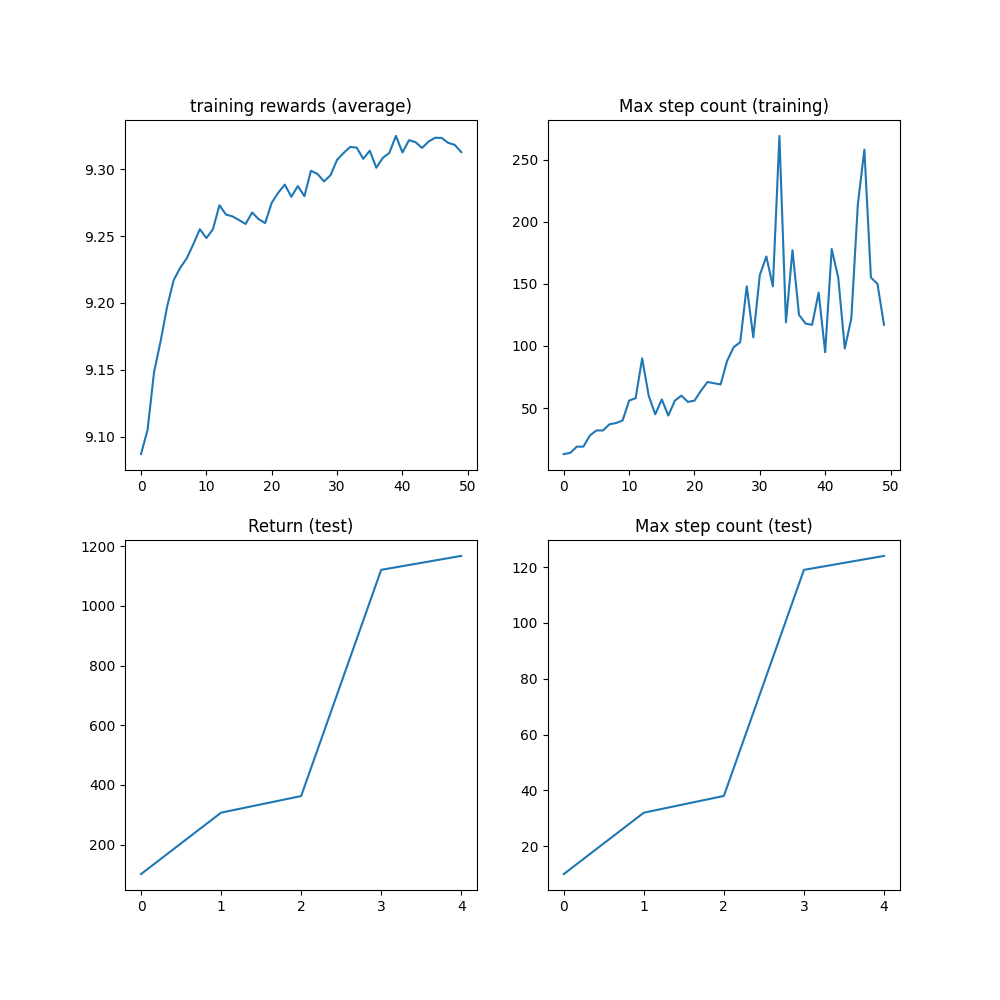 training rewards (average)
9.30
9.25
9.20
9.15
9.10
0 10 20 30 40 50
Max step count (training)
250
200
150
100
50
0 10 20 30 40 50
Return (test)
1200
1000
800
600
400
200
0 1 2 3 4
Max step count (test)
120
100
80
60
40
20
0 1 2 3 4